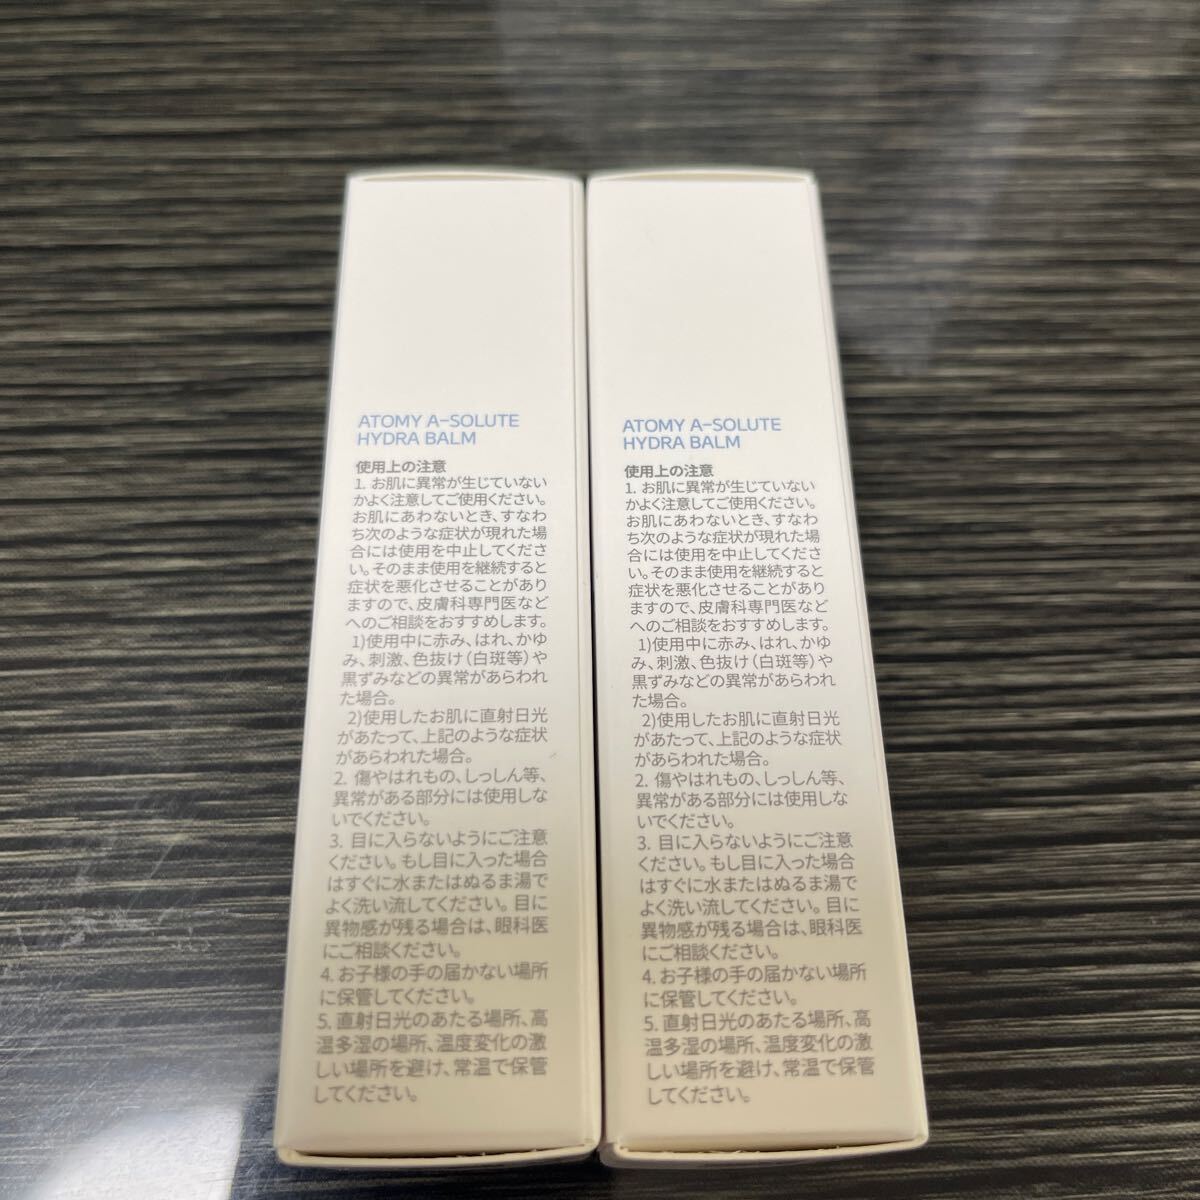 ATOMY A-SOLUTE
HYDRA BALM
使用上の注意
1. お肌に異常が生じていない
かよく注意してご使用ください。
お肌にあわないとき、すなわ
ち次のような症状が現れた場
合には使用を中止してくださ
い。そのまま使用を継続すると
症状を悪化させることがあり
ますので、皮膚科専門医など
へのご相談をおすすめします。
1)使用中に赤み、はれ、かゆ
み、刺激、色抜け(白斑等)や
黒ずみなどの異常があらわれ
た場合。
2)使用したお肌に直射日光
があたって、上記のような症状
があらわれた場合。
2. 傷やはれもの、しっしん等、
異常がある部分には使用しな
いでください。
3. 目に入らないようにご注意
ください。もし目に入った場合
はすぐに水またはぬるま湯で
よく洗い流してください。目に
異物感が残る場合は、眼科医
にご相談ください。
4. お子様の手の届かない場所
に保管してください。
5. 直射日光のあたる場所、高
温多湿の場所、温度変化の激
しい場所を避け、常温で保管
してください。
ATOMY A-SOLUTE
HYDRA BALM
使用上の注意
1. お肌に異常が生じていない
かよく注意してご使用ください。
お肌にあわないとき、すなわ
ち次のような症状が現れた場
合には使用を中止してくださ
い。そのまま使用を継続すると
症状を悪化させることがあり
ますので、皮膚科専門医など
へのご相談をおすすめします。
1)使用中に赤み、はれ、かゆ
み、刺激、色抜け(白斑等)や
黒ずみなどの異常があらわれ
た場合。
2)使用したお肌に直射日光
があたって、上記のような症状
があらわれた場合。
2. 傷やはれもの、しっしん等、
異常がある部分には使用しな
いでください。
3. 目に入らないようにご注意
ください。もし目に入った場合
はすぐに水またはぬるま湯で
よく洗い流してください。目に
異物感が残る場合は、眼科医
にご相談ください。
4. お子様の手の届かない場所
に保管してください。
5. 直射日光のあたる場所、高
温多湿の場所、温度変化の激
しい場所を避け、常温で保管
してください。